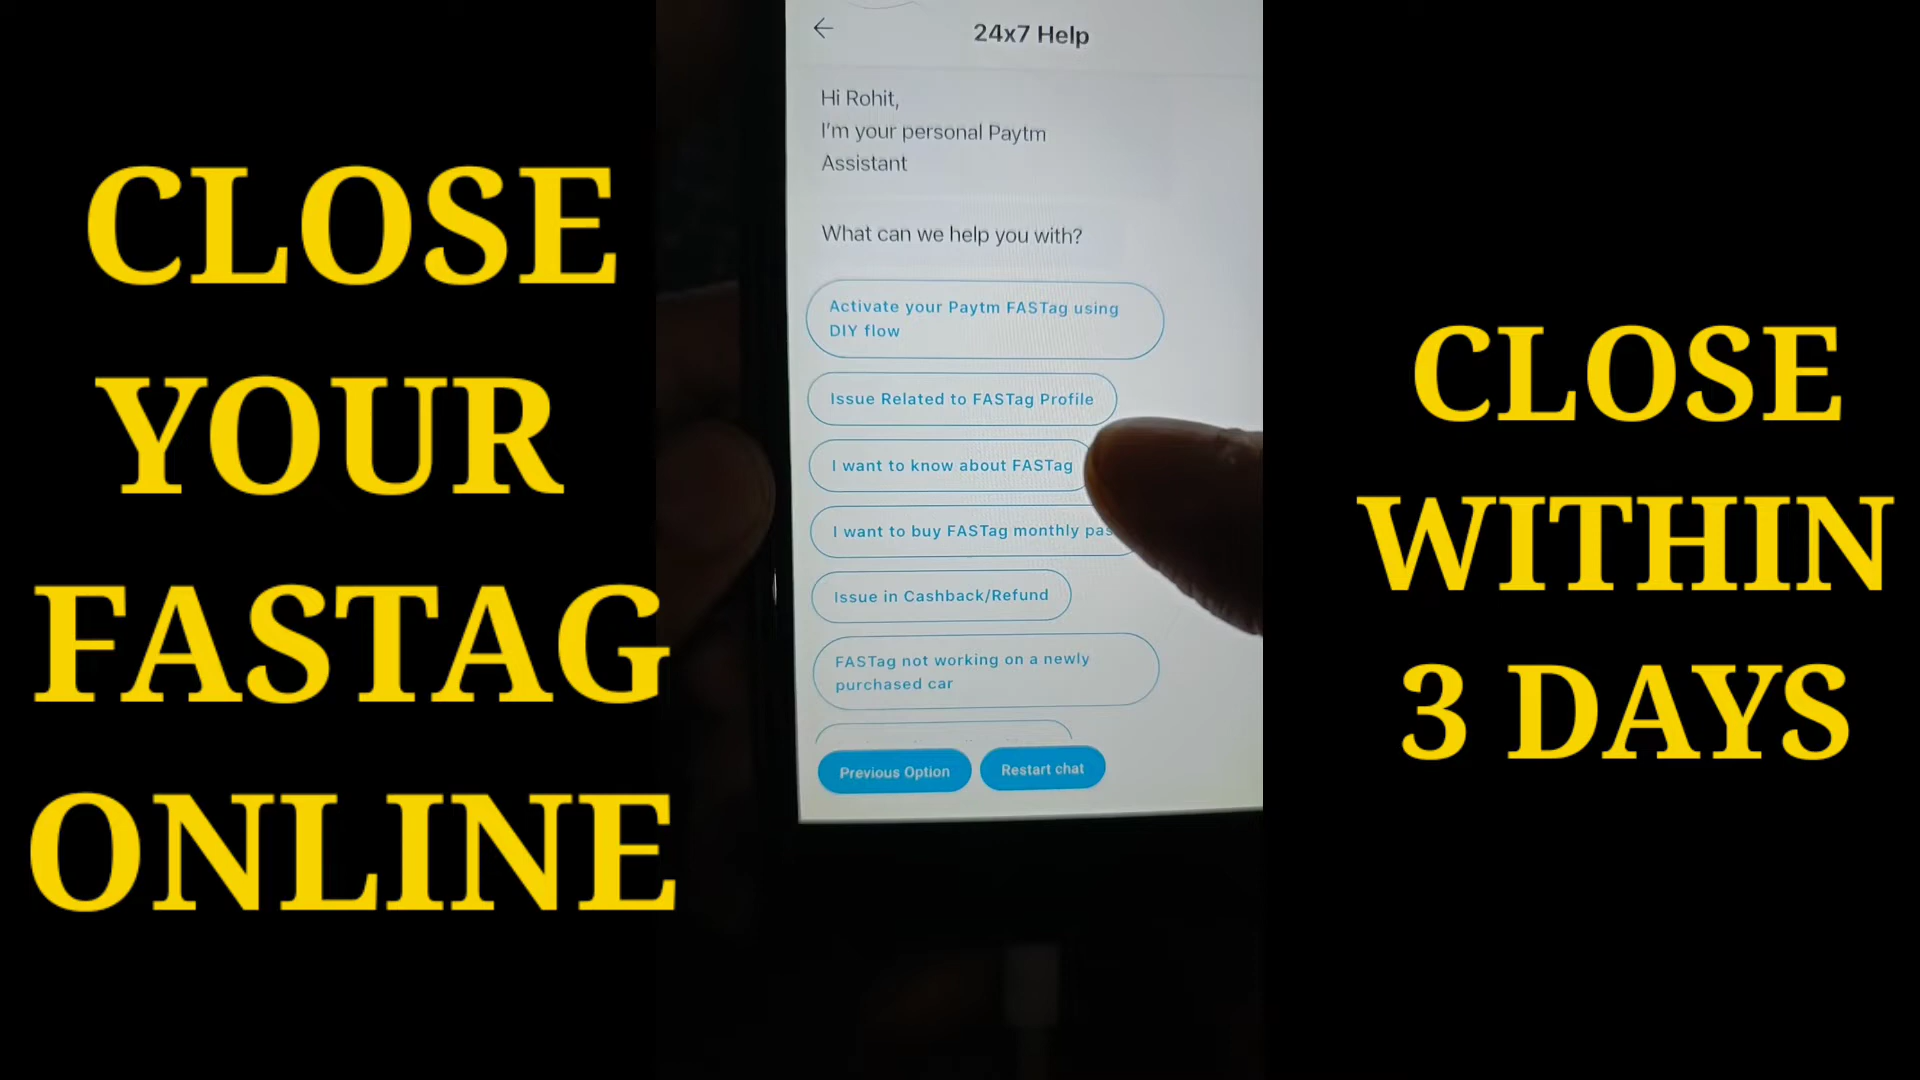 CLOSE
YOUR
FASTAG
ONLINE
24x7 Help
Hi Rohit,
I'm your personal Paytm
Assistant
What can we help you with?
Activate your Paytm FASTag using
DIY flow
Issue Related to FASTag Profile
I want to know about FASTag
I want to buy FASTag monthly pas
Issue in Cashback/Refund
FASTag not working on a newly
purchased car
Previous Option
Restart chat
CLOSE
WITHIN
3 DAYS